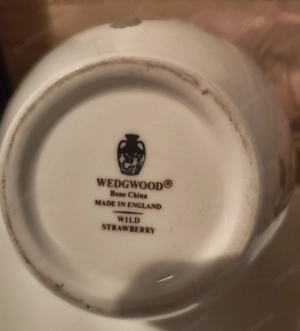 WEDGWOOD®
Bone China
MADE IN ENGLAND
WILD
STRAWBERRY